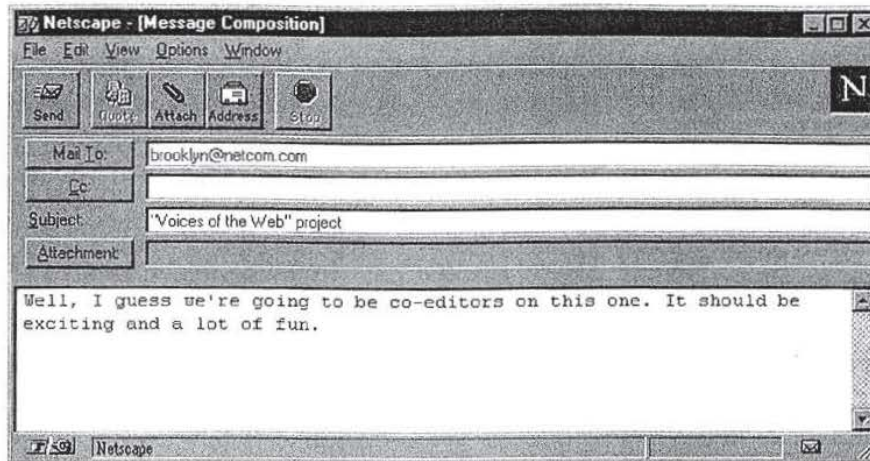 Netscape - [Message Composition]
File Edit View Options Window
N
Send Quote Attach Address Stop
Mail To: brooklyn@netcom.com
Cc:
Subject: "Voices of the Web" project
Attachment:
Well, I guess we're going to be co-editors on this one. It should be
exciting and a lot of fun.
Netscape